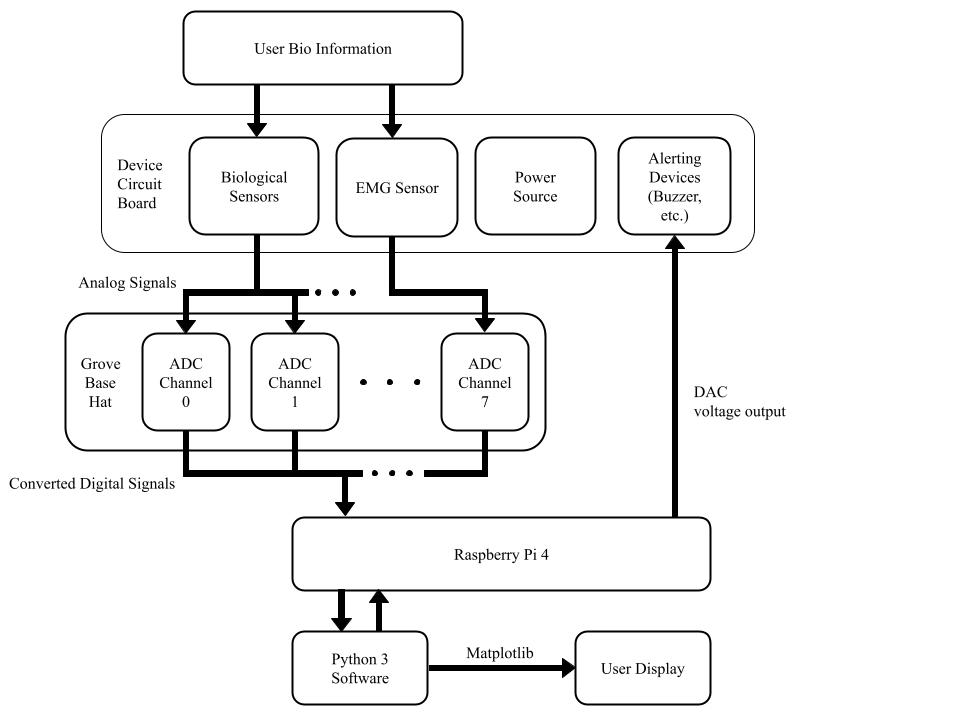 User Bio Information
Device
Circuit
Board
Biological
Sensors
EMG Sensor
Power
Source
Alerting
Devices
(Buzzer,
etc.)
Analog Signals
Grove
Base
Hat
ADC
Channel
0
ADC
Channel
1
ADC
Channel
7
DAC
voltage output
Converted Digital Signals
Raspberry Pi 4
Python 3
Software
Matplotlib
User Display